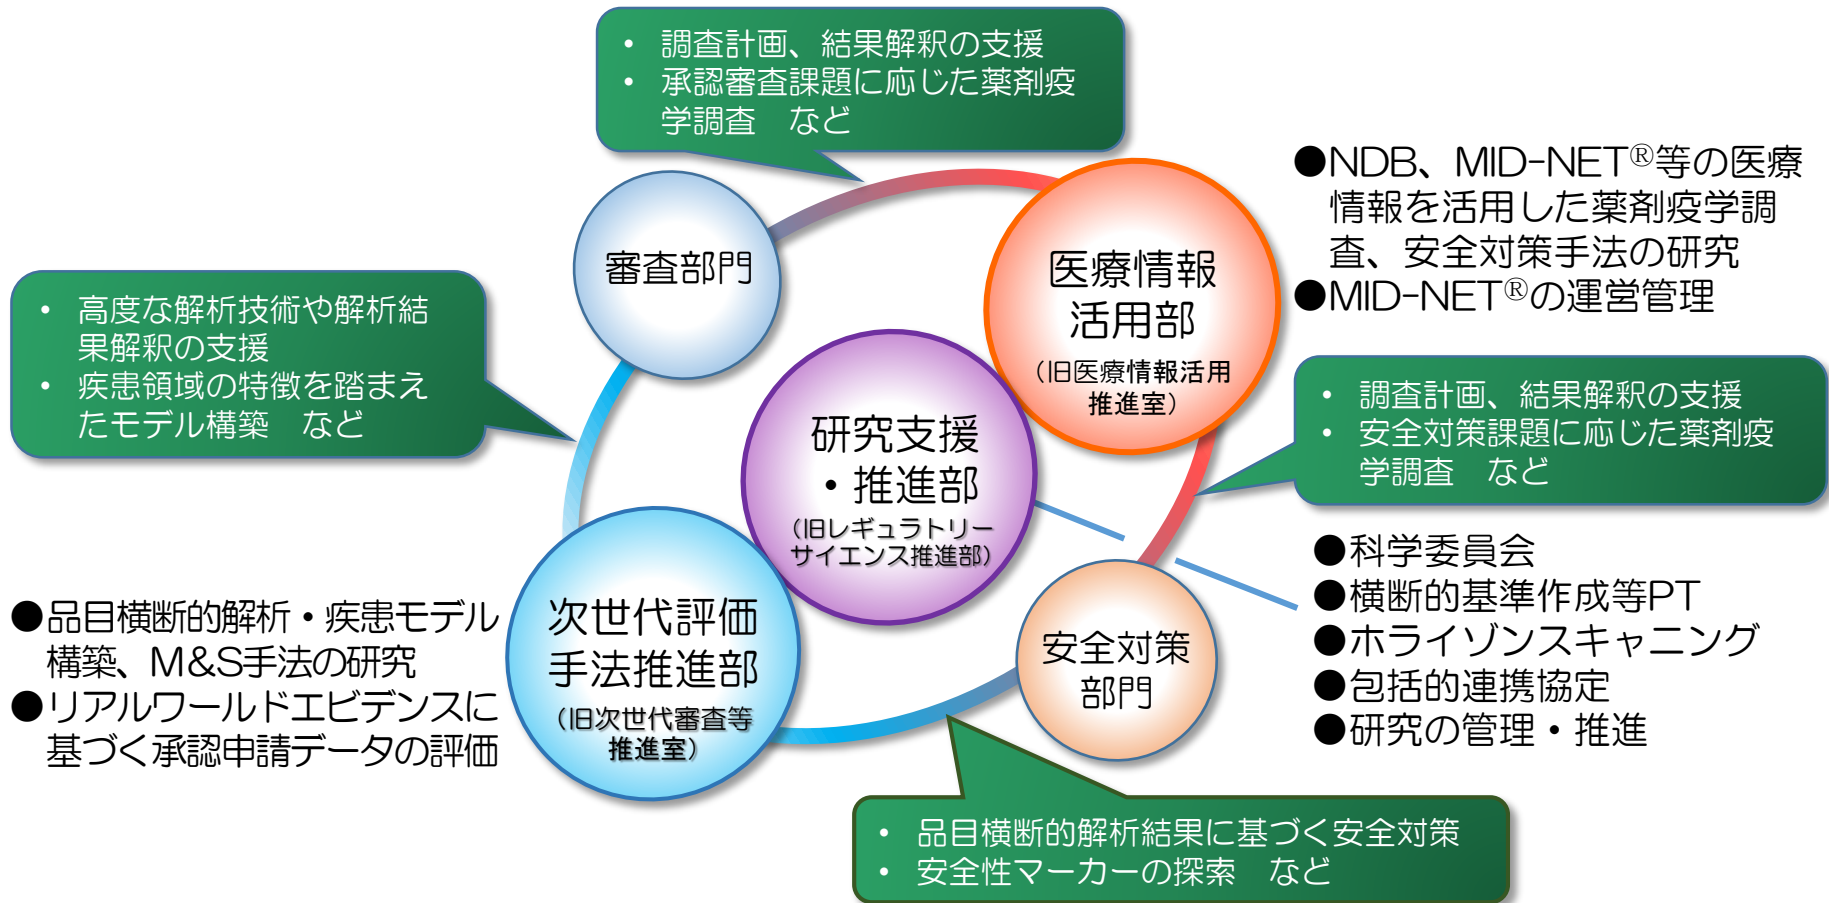 ・ 調査計画、結果解釈の支援
・ 承認審査課題に応じた薬剤疫
学調査　など
審査部門
医療情報
活用部
（旧医療情報活用
推進室）
●NDB、MID-NET®等の医療
情報を活用した薬剤疫学調
査、安全対策手法の研究
●MID-NET®の運営管理
・ 高度な解析技術や解析結
果解釈の支援
・ 疾患領域の特徴を踏まえ
たモデル構築　など
研究支援
・推進部
（旧レギュラトリー
サイエンス推進部）
・ 調査計画、結果解釈の支援
・ 安全対策課題に応じた薬剤疫
学調査　など
●品目横断的解析・疾患モデル
構築、M&S手法の研究
●リアルワールドエビデンスに
基づく承認申請データの評価
次世代評価
手法推進部
（旧次世代審査等
推進室）
安全対策
部門
●科学委員会
●横断的基準作成等PT
●ホライゾンスキャニング
●包括的連携協定
●研究の管理・推進
・ 品目横断的解析結果に基づく安全対策
・ 安全性マーカーの探索　など